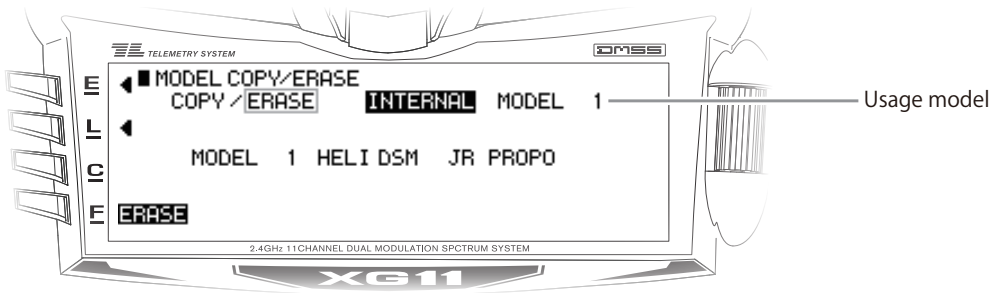 TELEMETRY SYSTEM
DMSS
E
MODEL COPY/ERASE
COPY / ERASE INTERNAL MODEL 1
Usage model
L
MODEL 1 HELI DSM JR PROPO
C
F
ERASE
2.4GHz 11CHANNEL DUAL MODULATION SPCTRUM SYSTEM
XG11